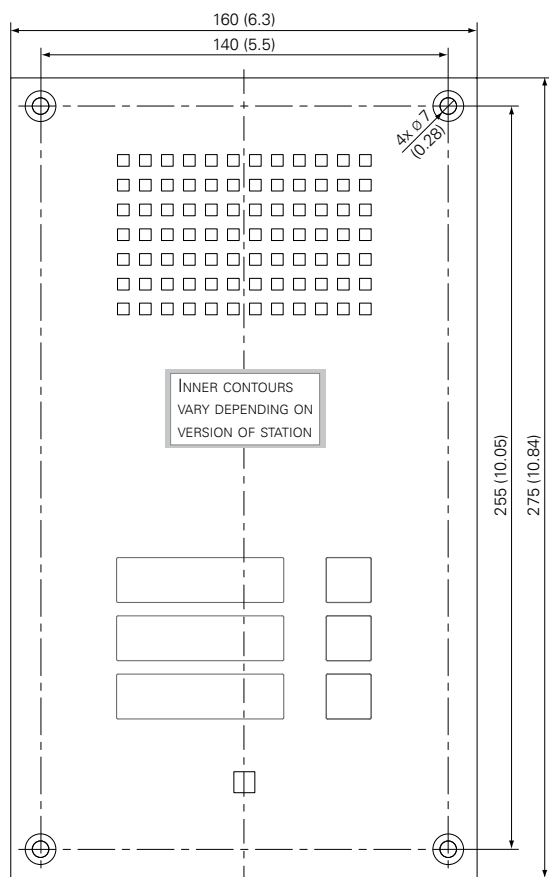 160 (6.3)
140 (5.5)
4x ø 7
(0.28)
INNER CONTOURS
VARY DEPENDING ON
VERSION OF STATION
255 (10.05)
275 (10.84)